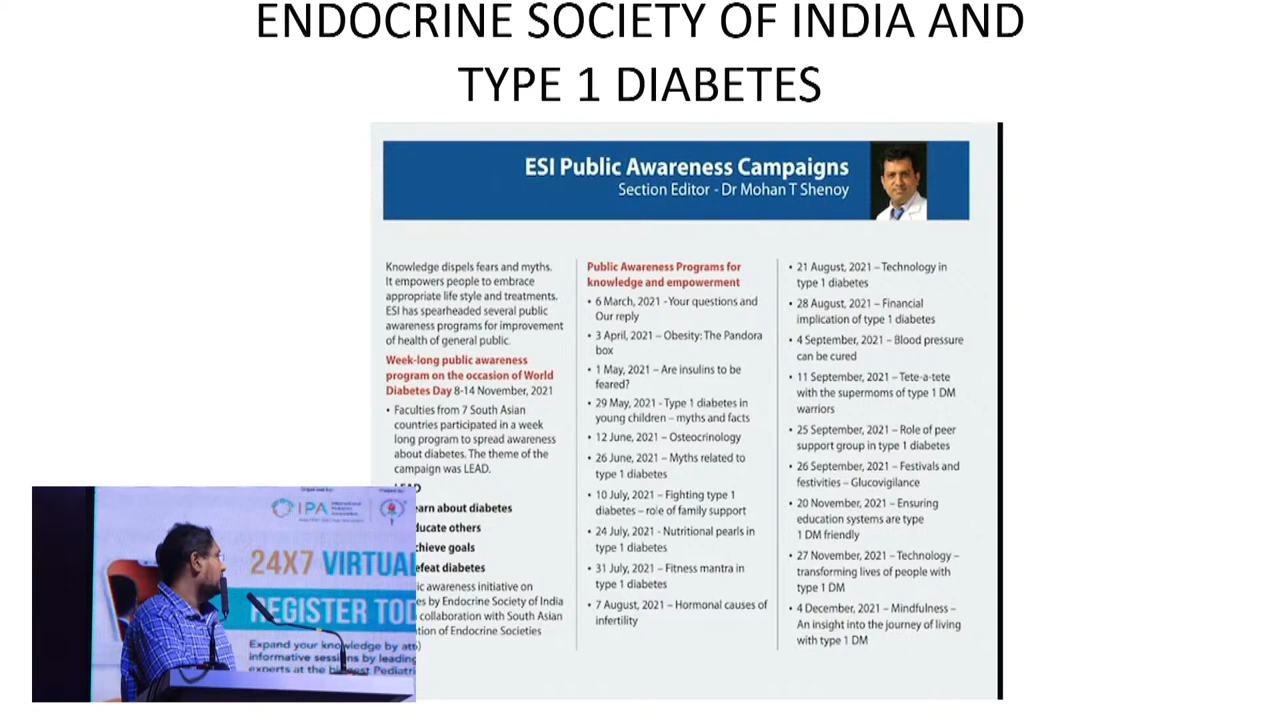 ENDOCRINE SOCIETY OF INDIA AND
TYPE 1 DIABETES
ESI Public Awareness Campaigns
Section Editor - Dr Mohan T Shenoy
Knowledge dispels fears and myths.
It empowers people to embrace
appropriate life style and treatments.
ESI has spearheaded several public
awareness programs for improvement
of health of general public.
Week-long public awareness
program on the occasion of World
Diabetes Day 8-14 November, 2021
• Faculties from 7 South Asian
countries participated in a week
long program to spread awareness
about diabetes. The theme of the
campaign was LEAD.
LEAD
earn about diabetes
ducate others
chieve goals
efeat diabetes
ic awareness initiative on
es by Endocrine Society of India
collaboration with South Asian
tion of Endocrine Societies
)
Public Awareness Programs for
knowledge and empowerment
• 6 March, 2021 -Your questions and
Our reply
• 3 April, 2021 – Obesity: The Pandora
box
• 1 May, 2021 – Are insulins to be
feared?
• 29 May, 2021 - Type 1 diabetes in
young children – myths and facts
• 12 June, 2021 – Osteocrinology
• 26 June, 2021 – Myths related to
type 1 diabetes
• 10 July, 2021 – Fighting type 1
diabetes – role of family support
• 24 July, 2021 – Nutritional pearls in
type 1 diabetes
• 31 July, 2021 – Fitness mantra in
type 1 diabetes
• 7 August, 2021 – Hormonal causes of
infertility
• 21 August, 2021 – Technology in
type 1 diabetes
• 28 August, 2021 – Financial
implication of type 1 diabetes
• 4 September, 2021 – Blood pressure
can be cured
• 11 September, 2021 – Tete-a-tete
with the supermoms of type 1 DM
warriors
• 25 September, 2021 – Role of peer
support group in type 1 diabetes
• 26 September, 2021 – Festivals and
festivities – Glucovigilance
• 20 November, 2021 – Ensuring
education systems are type
1 DM friendly
• 27 November, 2021 – Technology –
transforming lives of people with
type 1 DM
• 4 December, 2021 – Mindfulness –
An insight into the journey of living
with type 1 DM
IPA
International
Pediatric
Association
24X7 VIRTUAL
REGISTER TOD
Expand your knowledge by att
informative sessions by leading
experts at the biggest Pediatri